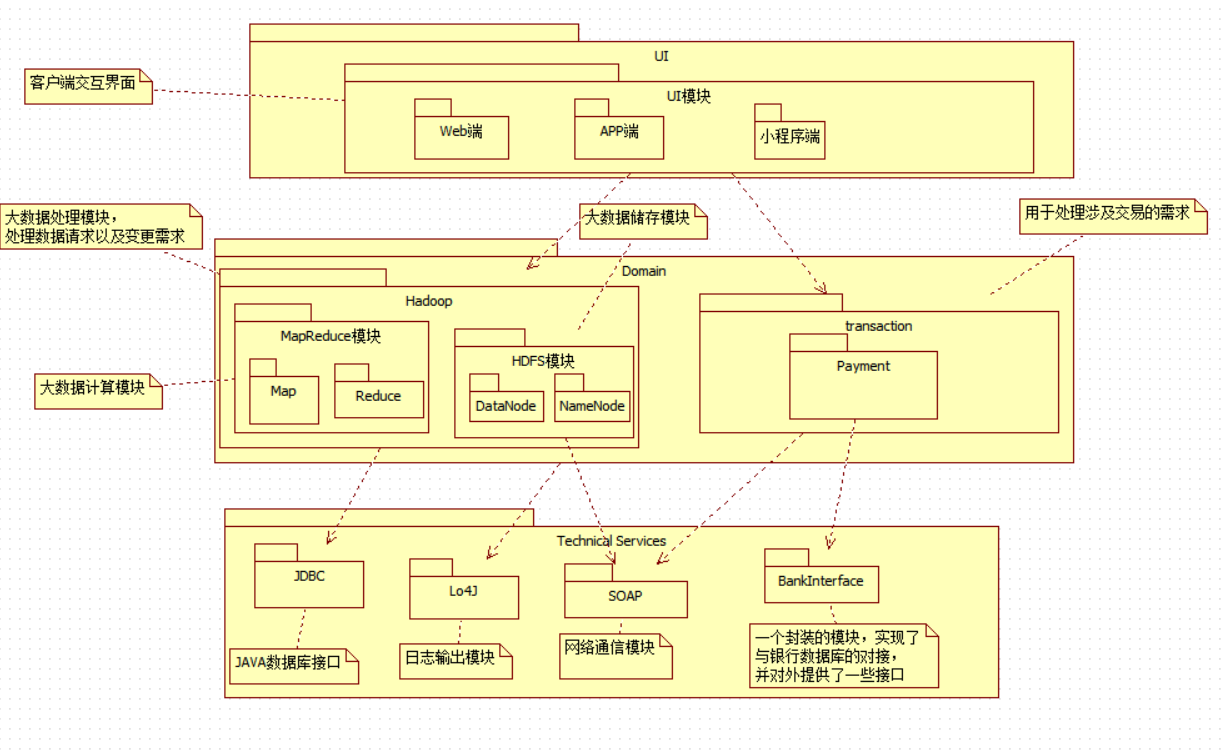 UI
客户端交互界面
UI模块
Web端
APP端
小程序端
大数据处理模块，
处理数据请求以及变更需求
大数据储存模块
用于处理涉及交易的需求
Domain
Hadoop
transaction
MapReduce模块
HDFS模块
Payment
大数据计算模块
Map
Reduce
DataNode
NameNode
Technical Services
JDBC
Lo4J
SOAP
BankInterface
JAVA数据库接口
日志输出模块
网络通信模块
一个封装的模块，实现了
与银行数据库的对接，
并对外提供了一些接口